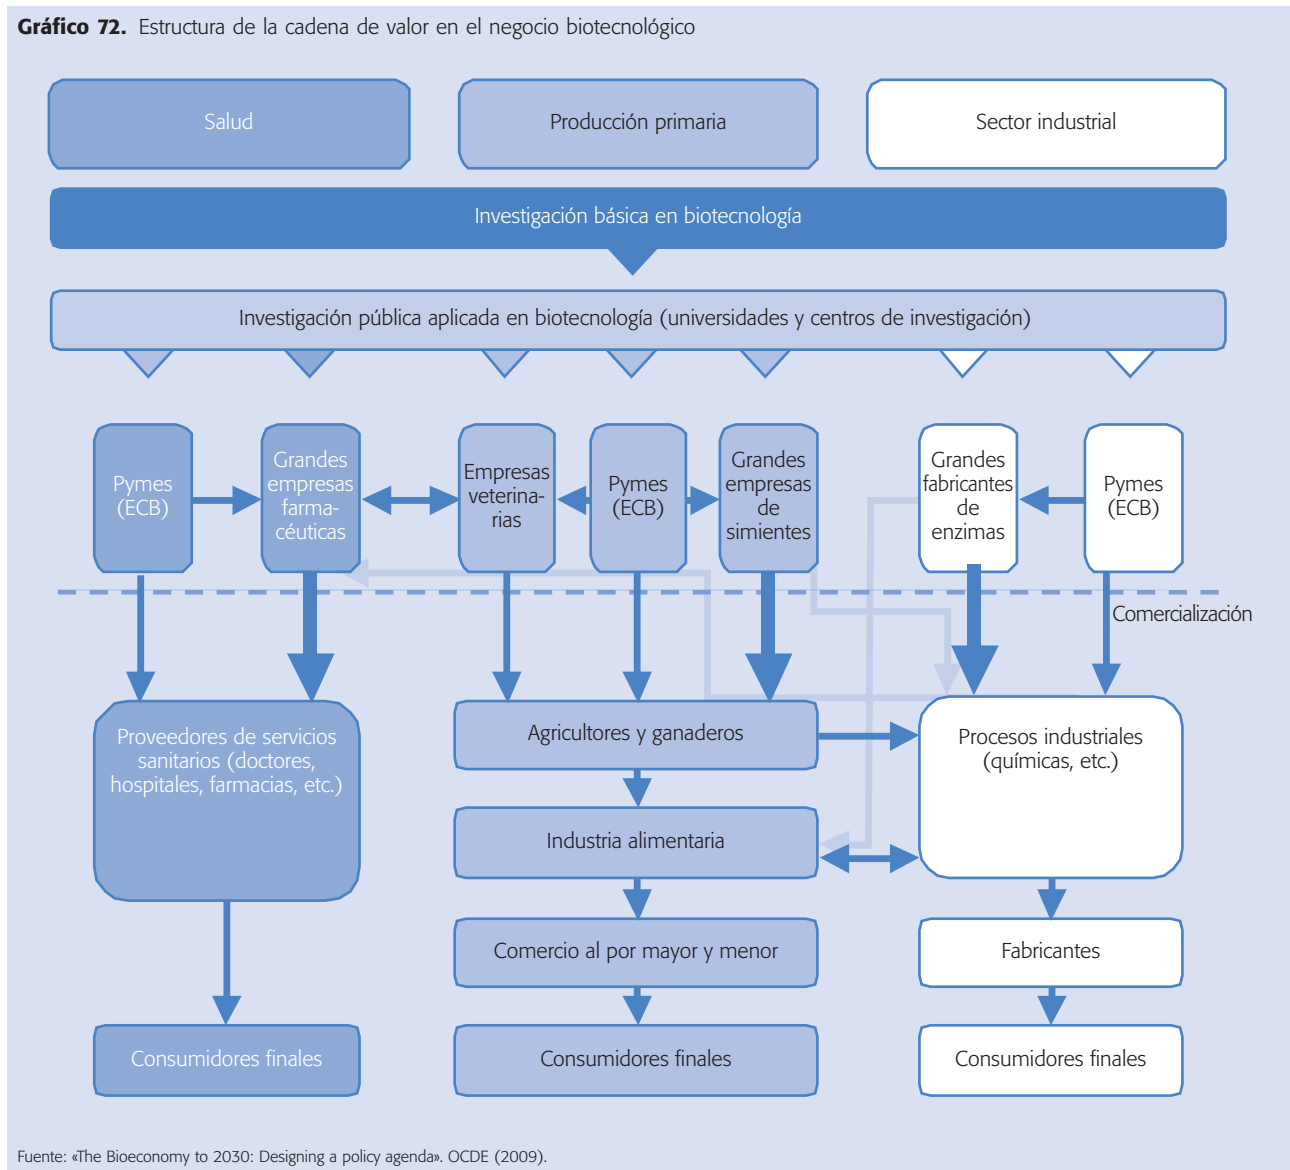 Gráfico 72. Estructura de la cadena de valor en el negocio biotecnológico
Salud
Producción primaria
Sector industrial
Investigación básica en biotecnología
Investigación pública aplicada en biotecnología (universidades y centros de investigación)
Pymes
(ECB)
Grandes
empresas
farma-
céuticas
Empresas
veterina-
rias
Pymes
(ECB)
Grandes
empresas
de
simientes
Grandes
fabricantes
de
enzimas
Pymes
(ECB)
Comercialización
Proveedores de servicios
sanitarios (doctores,
hospitales, farmacias, etc.)
Agricultores y ganaderos
Procesos industriales
(químicas, etc.)
Industria alimentaria
Comercio al por mayor y menor
Fabricantes
Consumidores finales
Consumidores finales
Consumidores finales
Fuente: «The Bioeconomy to 2030: Designing a policy agenda». OCDE (2009).